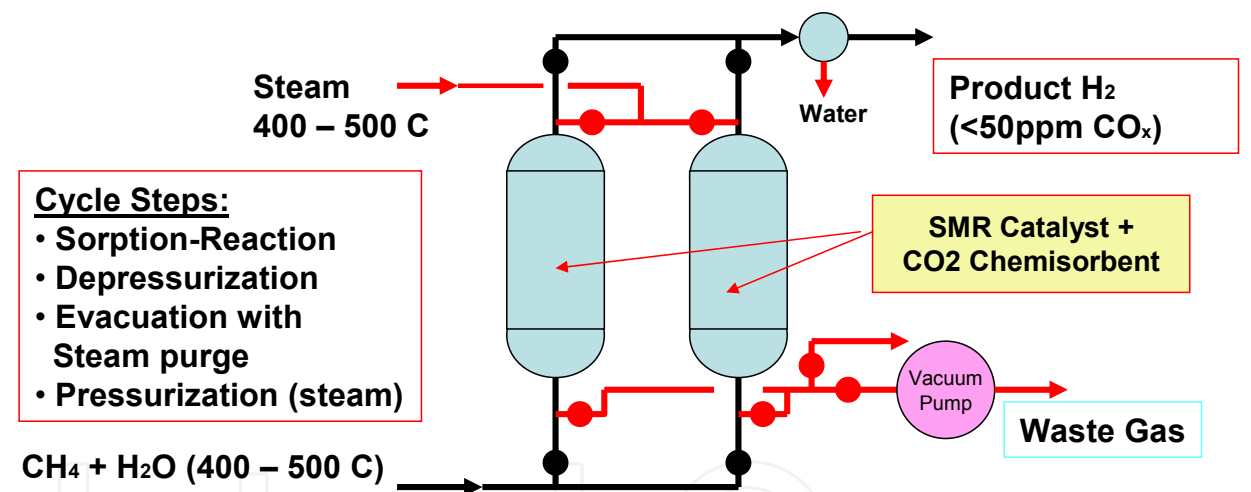 Steam
400 – 500 C
Water
Product H2
(<50ppm COx)
Cycle Steps:
• Sorption-Reaction
• Depressurization
• Evacuation with
Steam purge
• Pressurization (steam)
SMR Catalyst +
CO2 Chemisorbent
Vacuum
Pump
Waste Gas
CH4 + H2O (400 – 500 C)